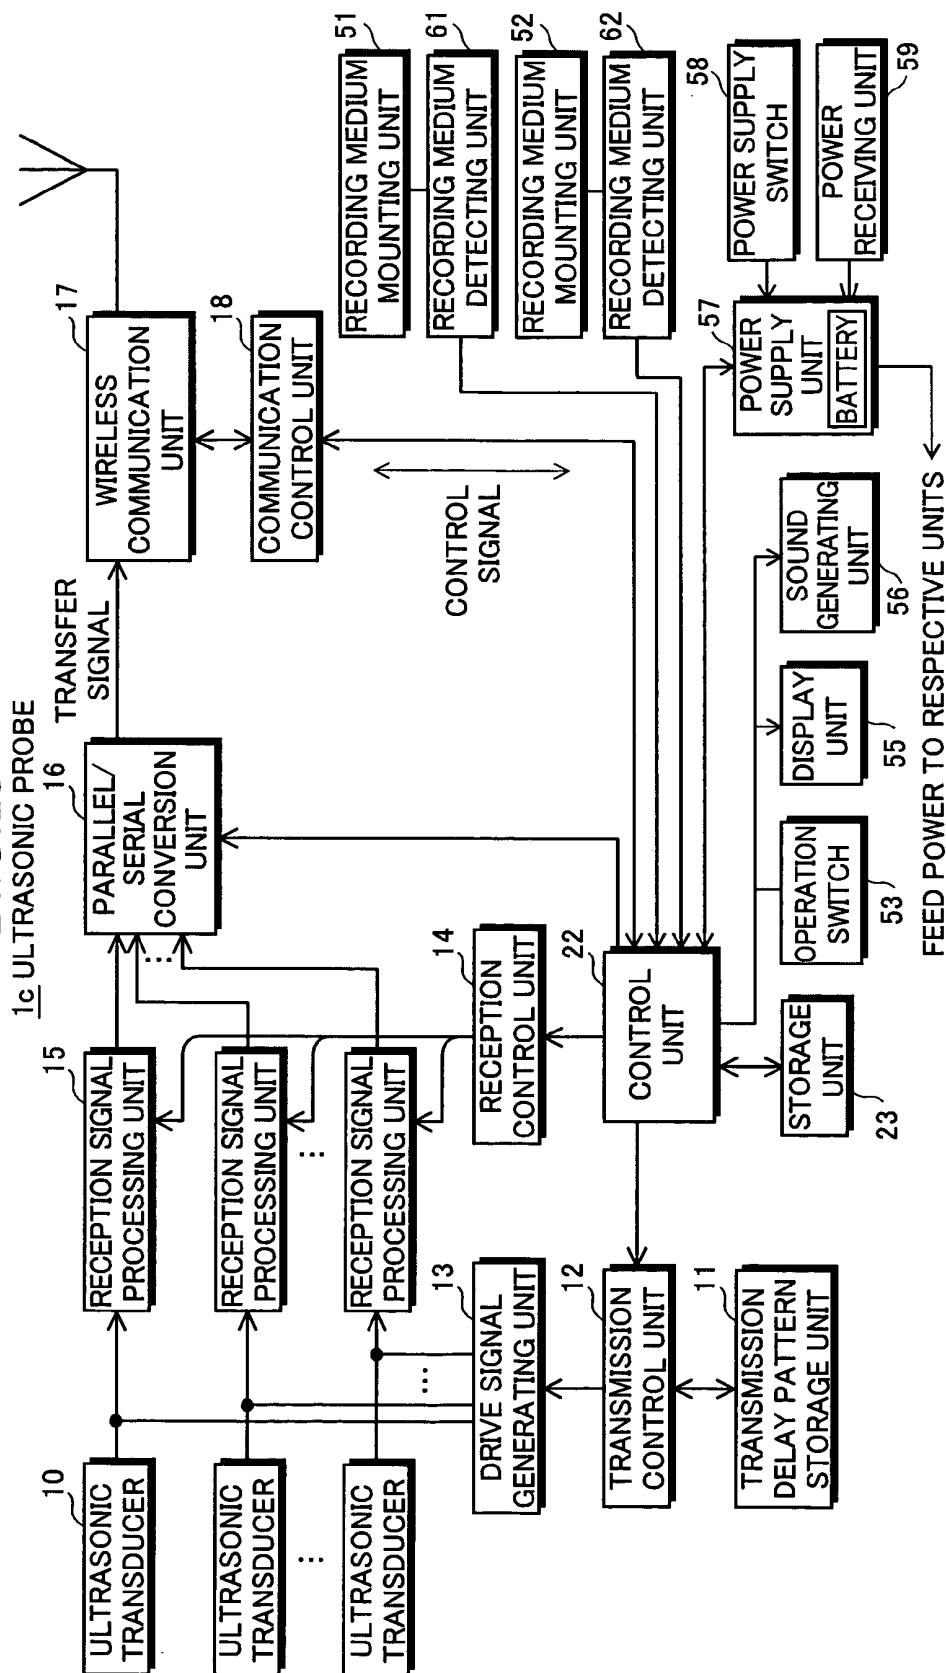 1c ULTRASONIC PROBE
10
ULTRASONIC
TRANSDUCER
ULTRASONIC
TRANSDUCER
...
ULTRASONIC
TRANSDUCER
15
RECEPTION SIGNAL
PROCESSING UNIT
RECEPTION SIGNAL
PROCESSING UNIT
...
RECEPTION SIGNAL
PROCESSING UNIT
...
16
PARALLEL/
SERIAL
CONVERSION
UNIT
TRANSFER
SIGNAL
17
WIRELESS
COMMUNICATION
UNIT
18
COMMUNICATION
CONTROL UNIT
CONTROL
SIGNAL
...
13
DRIVE SIGNAL
GENERATING UNIT
12
TRANSMISSION
CONTROL UNIT
11
TRANSMISSION
DELAY PATTERN
STORAGE UNIT
14
RECEPTION
CONTROL UNIT
22
CONTROL
UNIT
STORAGE
UNIT
23
OPERATION
SWITCH
53
DISPLAY
UNIT
55
SOUND
GENERATING
UNIT
56
RECORDING MEDIUM
MOUNTING UNIT
51
RECORDING MEDIUM
DETECTING UNIT
61
RECORDING MEDIUM
MOUNTING UNIT
52
RECORDING MEDIUM
DETECTING UNIT
62
57
POWER
SUPPLY
UNIT
BATTERY
58
POWER SUPPLY
SWITCH
POWER
RECEIVING UNIT
59
FEED POWER TO RESPECTIVE UNITS